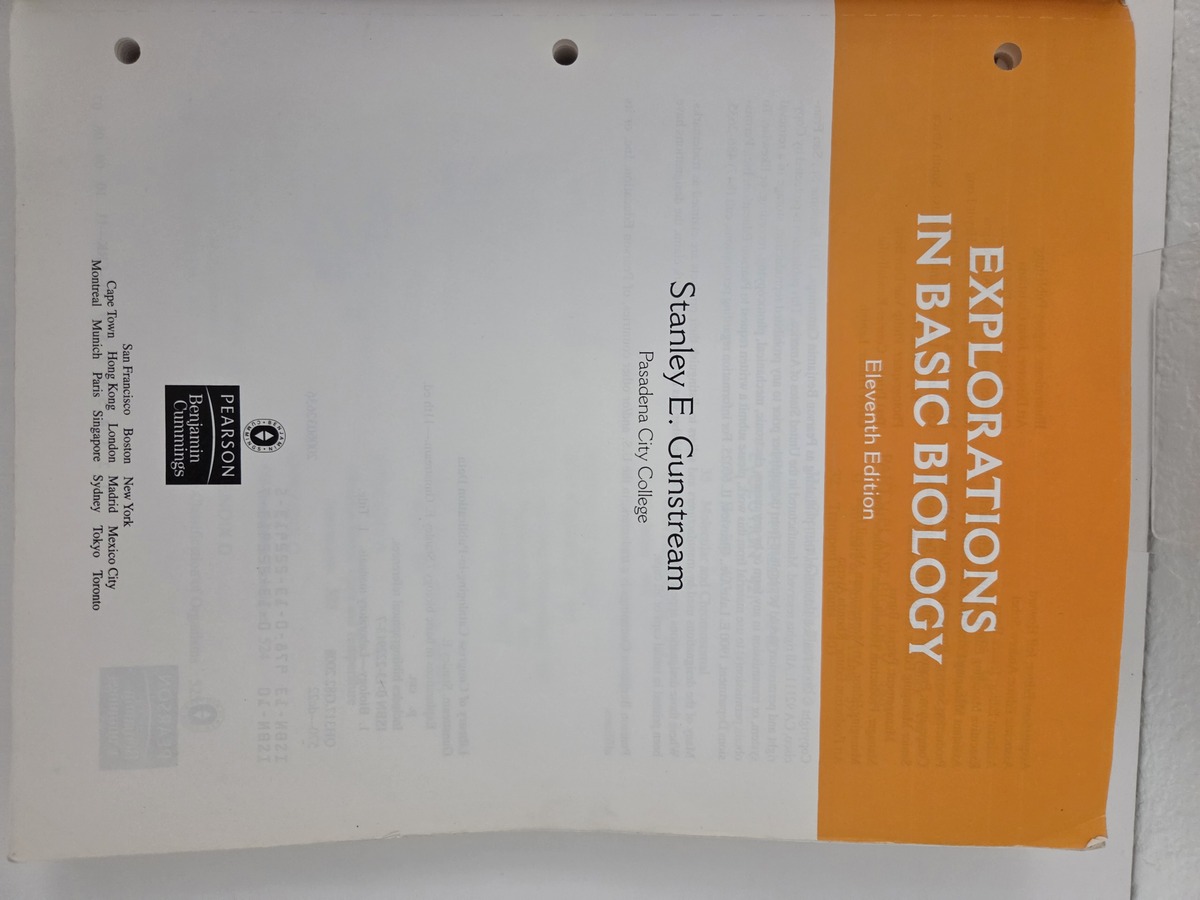 EXPLORATIONS
IN BASIC BIOLOGY
Eleventh Edition
Stanley E. Gunstream
Pasadena City College
PEARSON
Benjamin
Cummings
San Francisco Boston New York
Cape Town Hong Kong London Madrid Mexico City
Montreal Munich Paris Singapore Sydney Tokyo Toronto